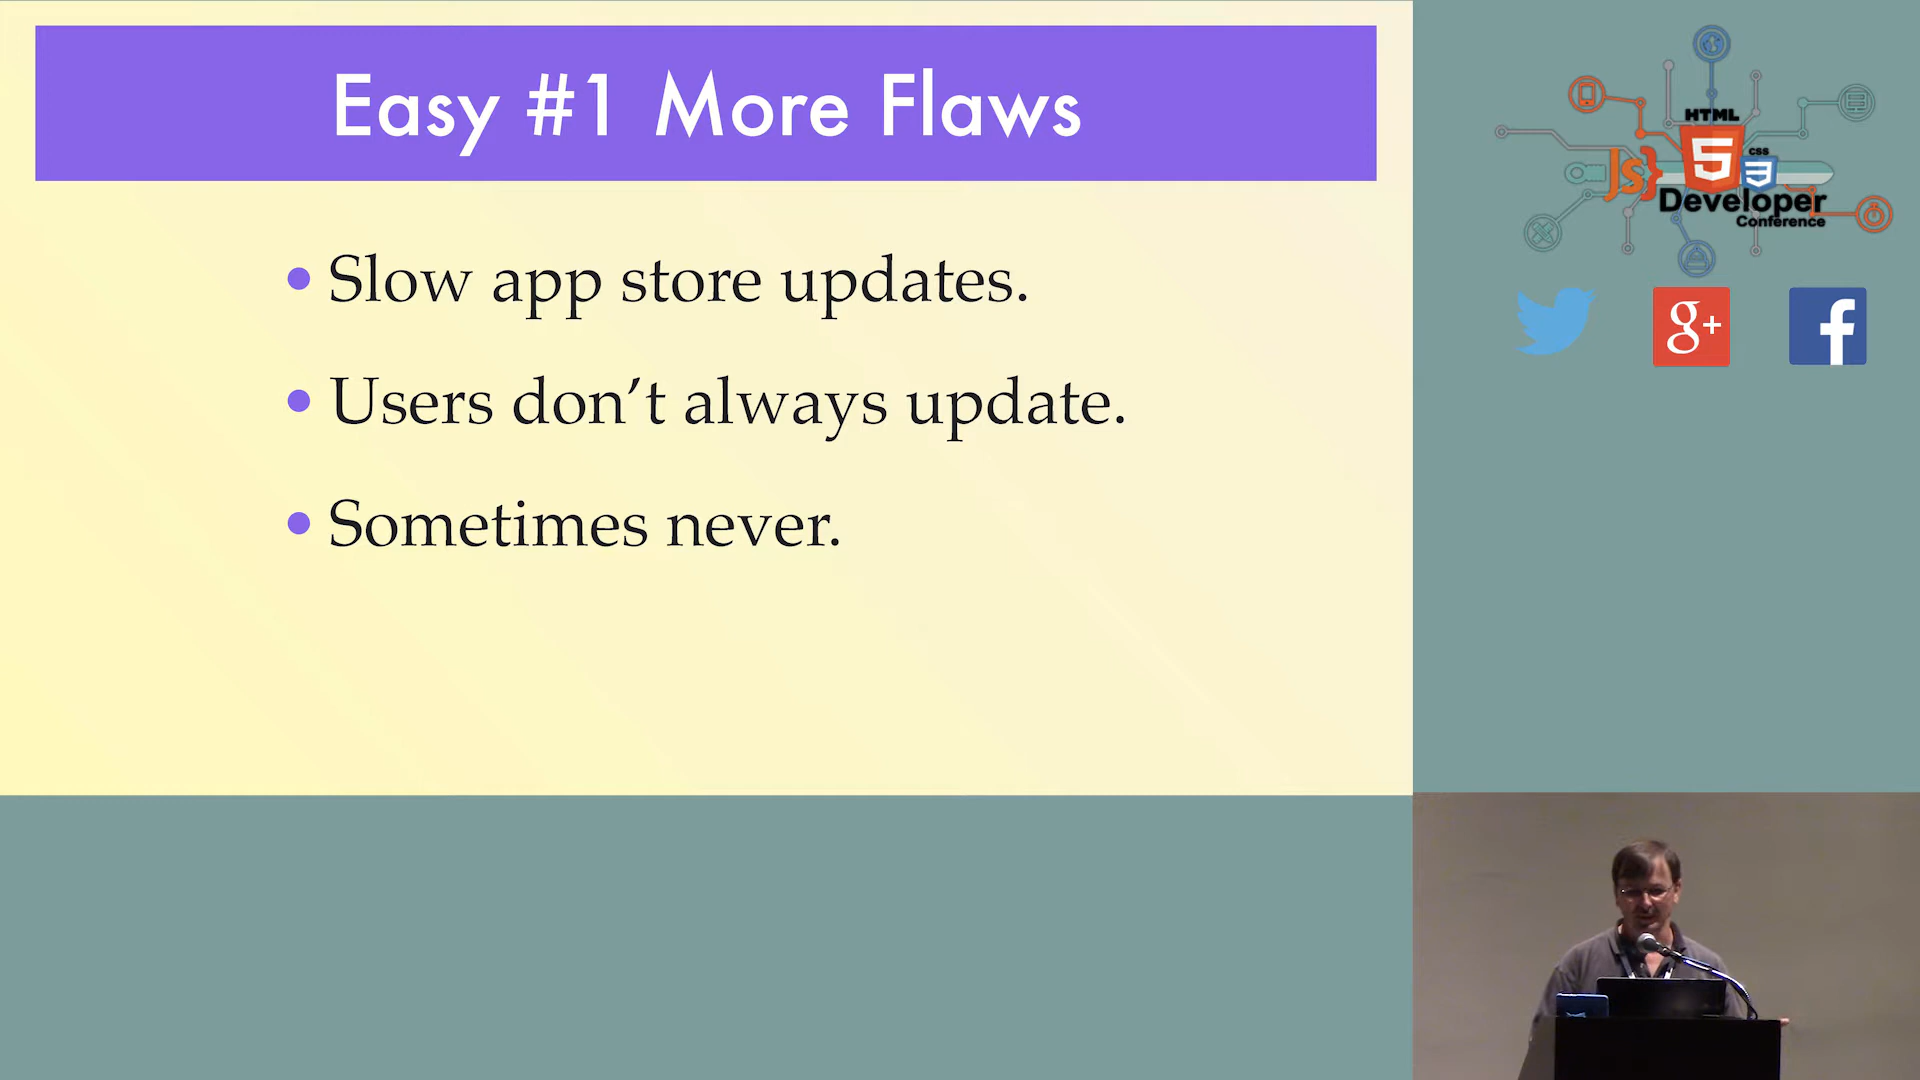 Easy #1 More Flaws
• Slow app store updates.
• Users don’t always update.
• Sometimes never.
HTML
5
JS}
CSS
3
Developer
Conference
g+
f